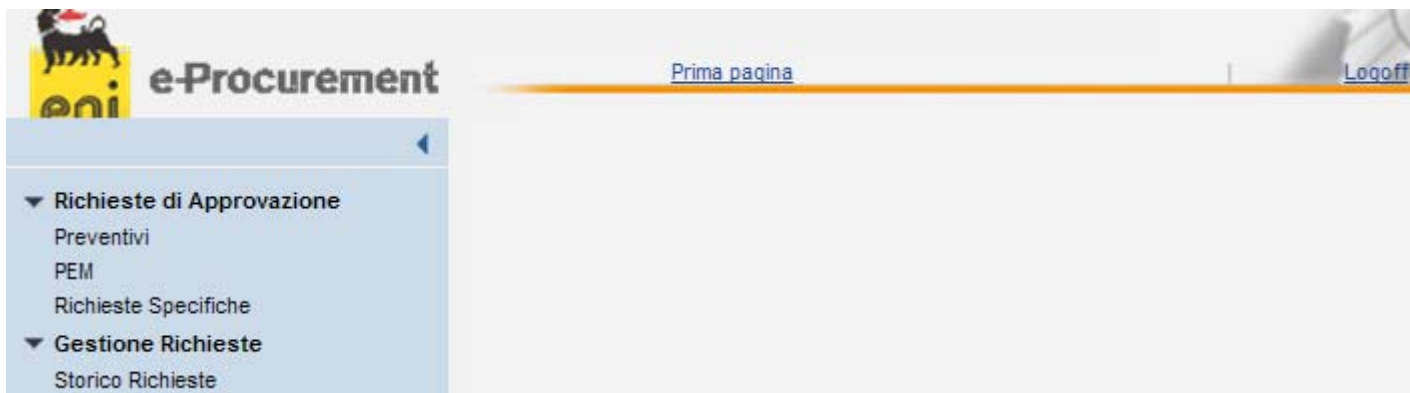 eni
e-Procurement
Prima pagina
Logoff
Richieste di Approvazione
Preventivi
PEM
Richieste Specifiche
Gestione Richieste
Storico Richieste